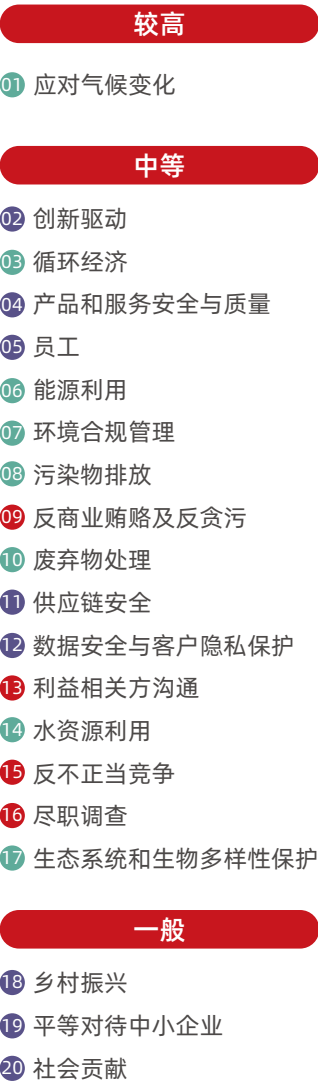 较高
01 应对气候变化
中等
02 创新驱动
03 循环经济
04 产品和服务安全与质量
05 员工
06 能源利用
07 环境合规管理
08 污染物排放
09 反商业贿赂及反贪污
10 废弃物处理
11 供应链安全
12 数据安全与客户隐私保护
13 利益相关方沟通
14 水资源利用
15 反不正当竞争
16 尽职调查
17 生态系统和生物多样性保护
一般
18 乡村振兴
19 平等对待中小企业
20 社会贡献